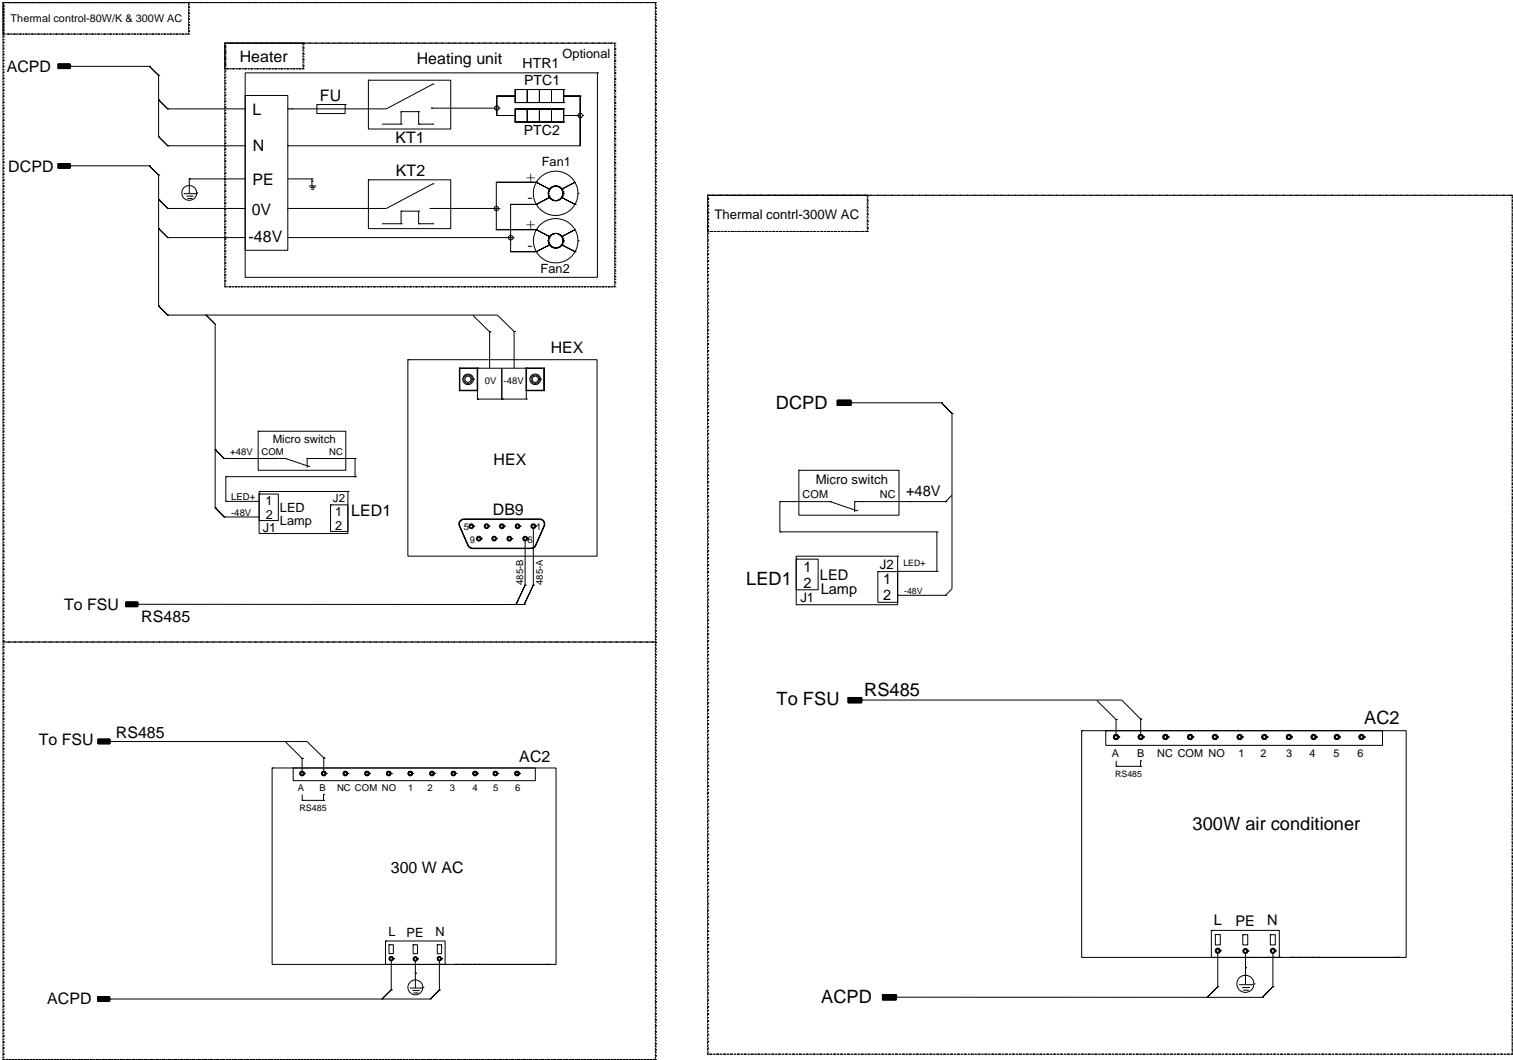 Thermal control-80W/K & 300W AC
ACPD
Heater
Heating unit
Optional
HTR1
PTC1
L
FU
KT1
PTC2
N
DCPD
Fan1
PE
KT2
+
-
0V
+
-48V
-
Fan2
HEX
0V
-48V
Micro switch
+48V
COM
NC
HEX
LED+
1
LED
J2
-48V
2
Lamp
1
LED1
J1
2
DB9
5
1
9
6
485-B
485-A
To FSU
RS485
To FSU
RS485
AC2
A
B
NC
COM
NO
1
2
3
4
5
6
RS485
300 W AC
L
PE
N
ACPD
Thermal contrl-300W AC
DCPD
Micro switch
COM
NC
+48V
1
LED
J2
LED+
LED1
2
Lamp
1
J1
2
-48V
To FSU
RS485
AC2
A
B
NC
COM
NO
1
2
3
4
5
6
RS485
300W air conditioner
L
PE
N
ACPD